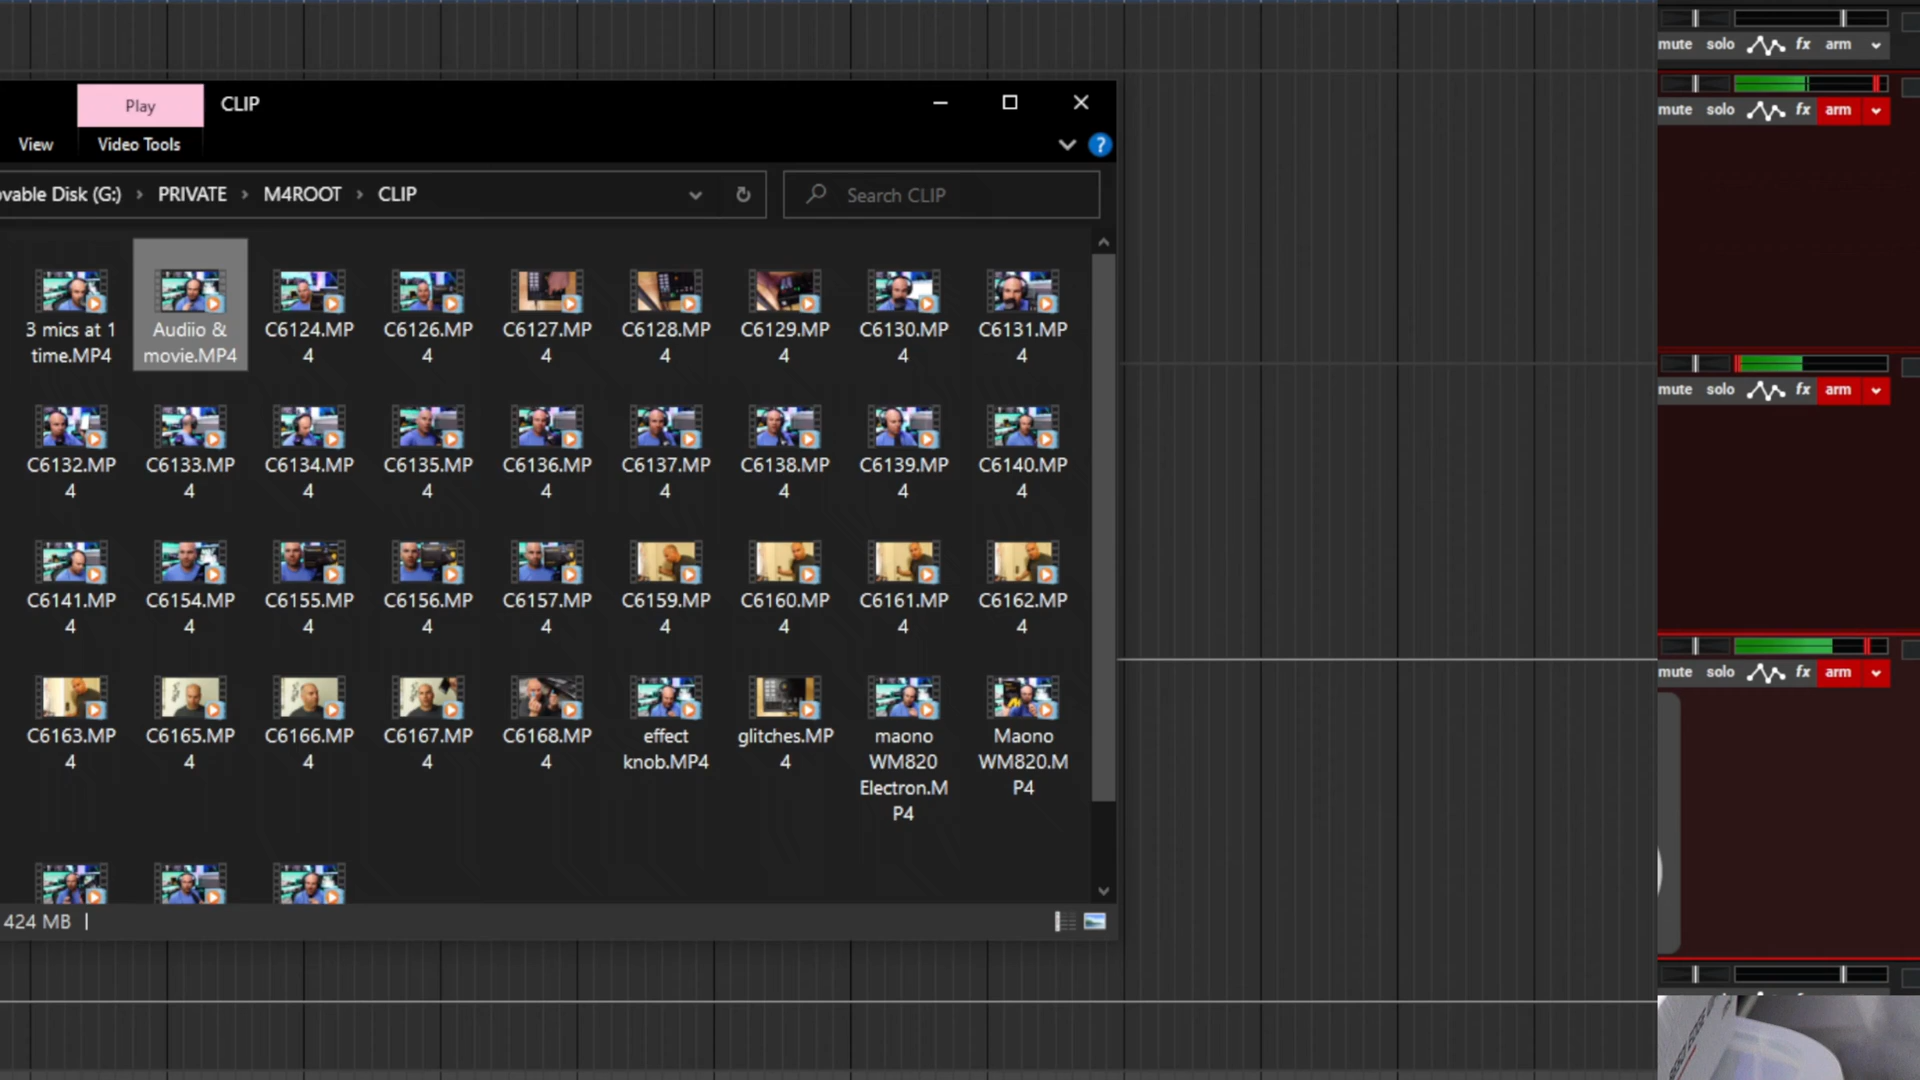 Play
CLIP
View
Video Tools
?
vable Disk (G:) › PRIVATE › M4ROOT › CLIP
Search CLIP
3 mics at 1
time.MP4
Audiio &
movie.MP4
C6124.MP
4
C6126.MP
4
C6127.MP
4
C6128.MP
4
C6129.MP
4
C6130.MP
4
C6131.MP
4
C6132.MP
4
C6133.MP
4
C6134.MP
4
C6135.MP
4
C6136.MP
4
C6137.MP
4
C6138.MP
4
C6139.MP
4
C6140.MP
4
C6141.MP
4
C6154.MP
4
C6155.MP
4
C6156.MP
4
C6157.MP
4
C6159.MP
4
C6160.MP
4
C6161.MP
4
C6162.MP
4
C6163.MP
4
C6165.MP
4
C6166.MP
4
C6167.MP
4
C6168.MP
4
effect
knob.MP4
glitches.MP
4
maono
WM820
Electron.M
P4
Maono
WM820.M
P4
424 MB
mute solo fx arm
mute solo fx arm
mute solo fx arm
mute solo fx arm